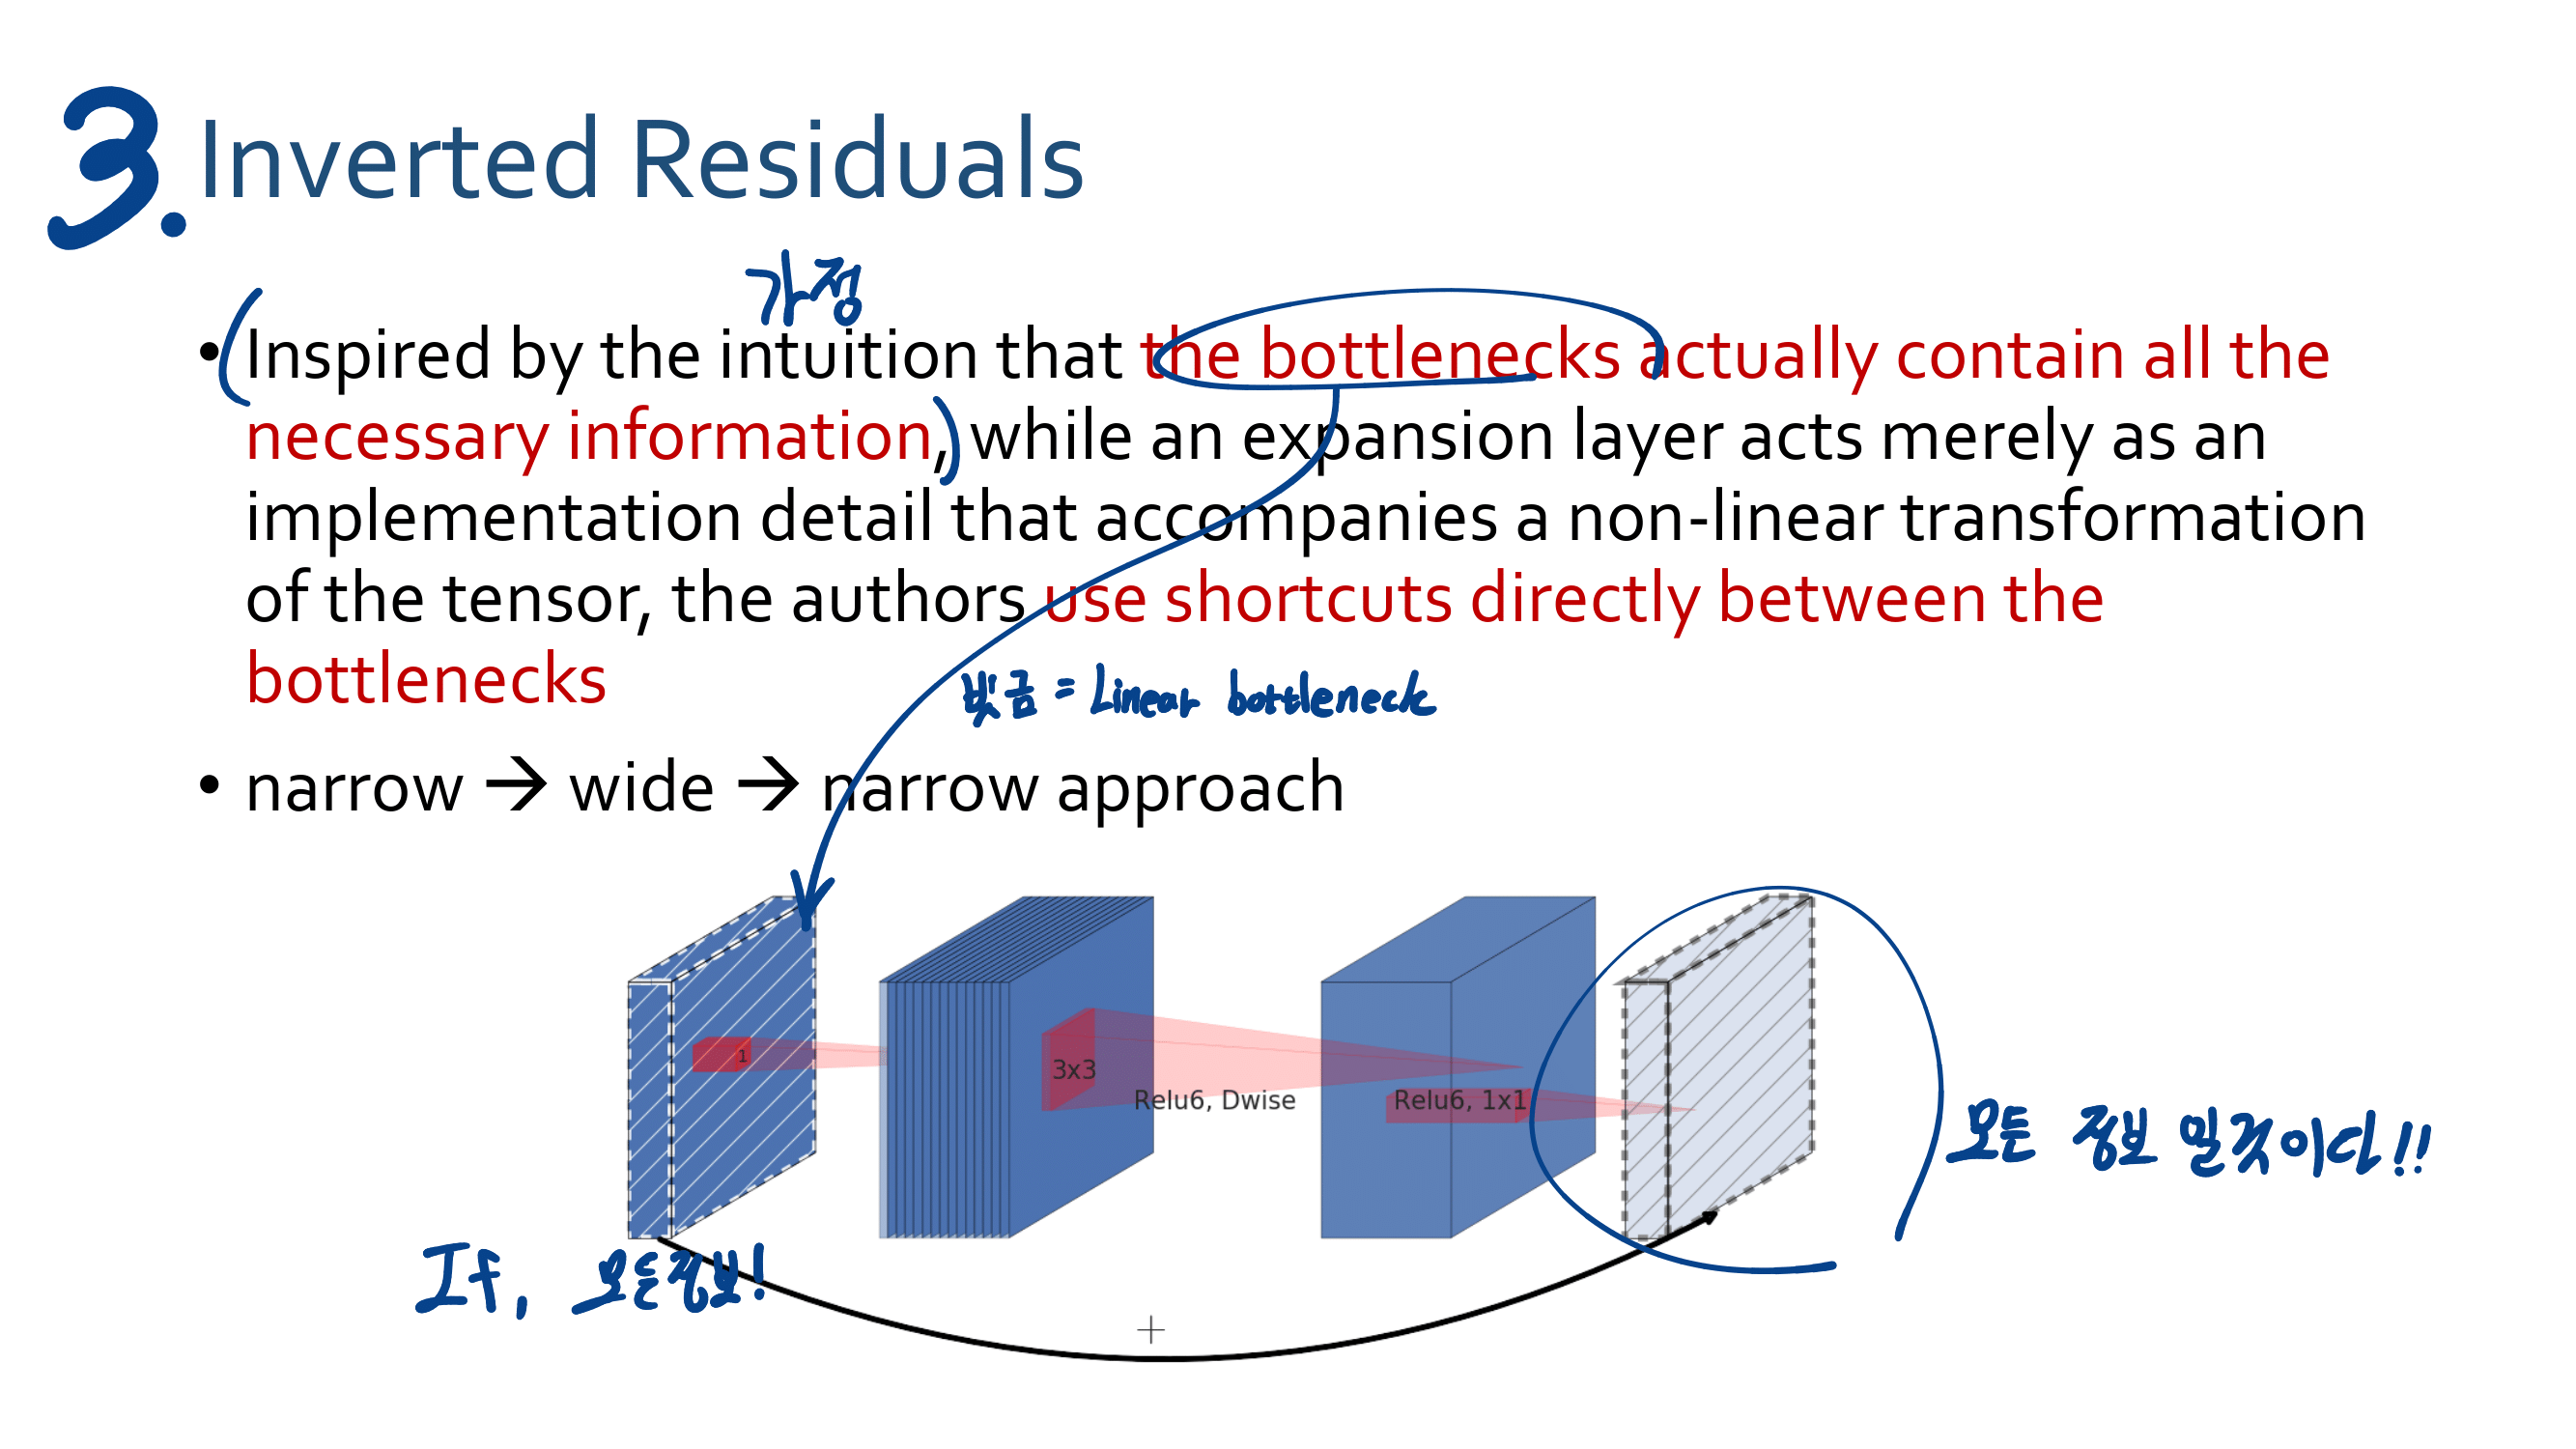 3. Inverted Residuals
가정
• Inspired by the intuition that the bottlenecks actually contain all the
necessary information, while an expansion layer acts merely as an
implementation detail that accompanies a non-linear transformation
of the tensor, the authors use shortcuts directly between the
bottlenecks
빗금 = Linear bottleneck
• narrow → wide → narrow approach
1
3x3
Relu6, Dwise
Relu6, 1x1
모든 정보 일것이다!!
If, 모든정보!
+